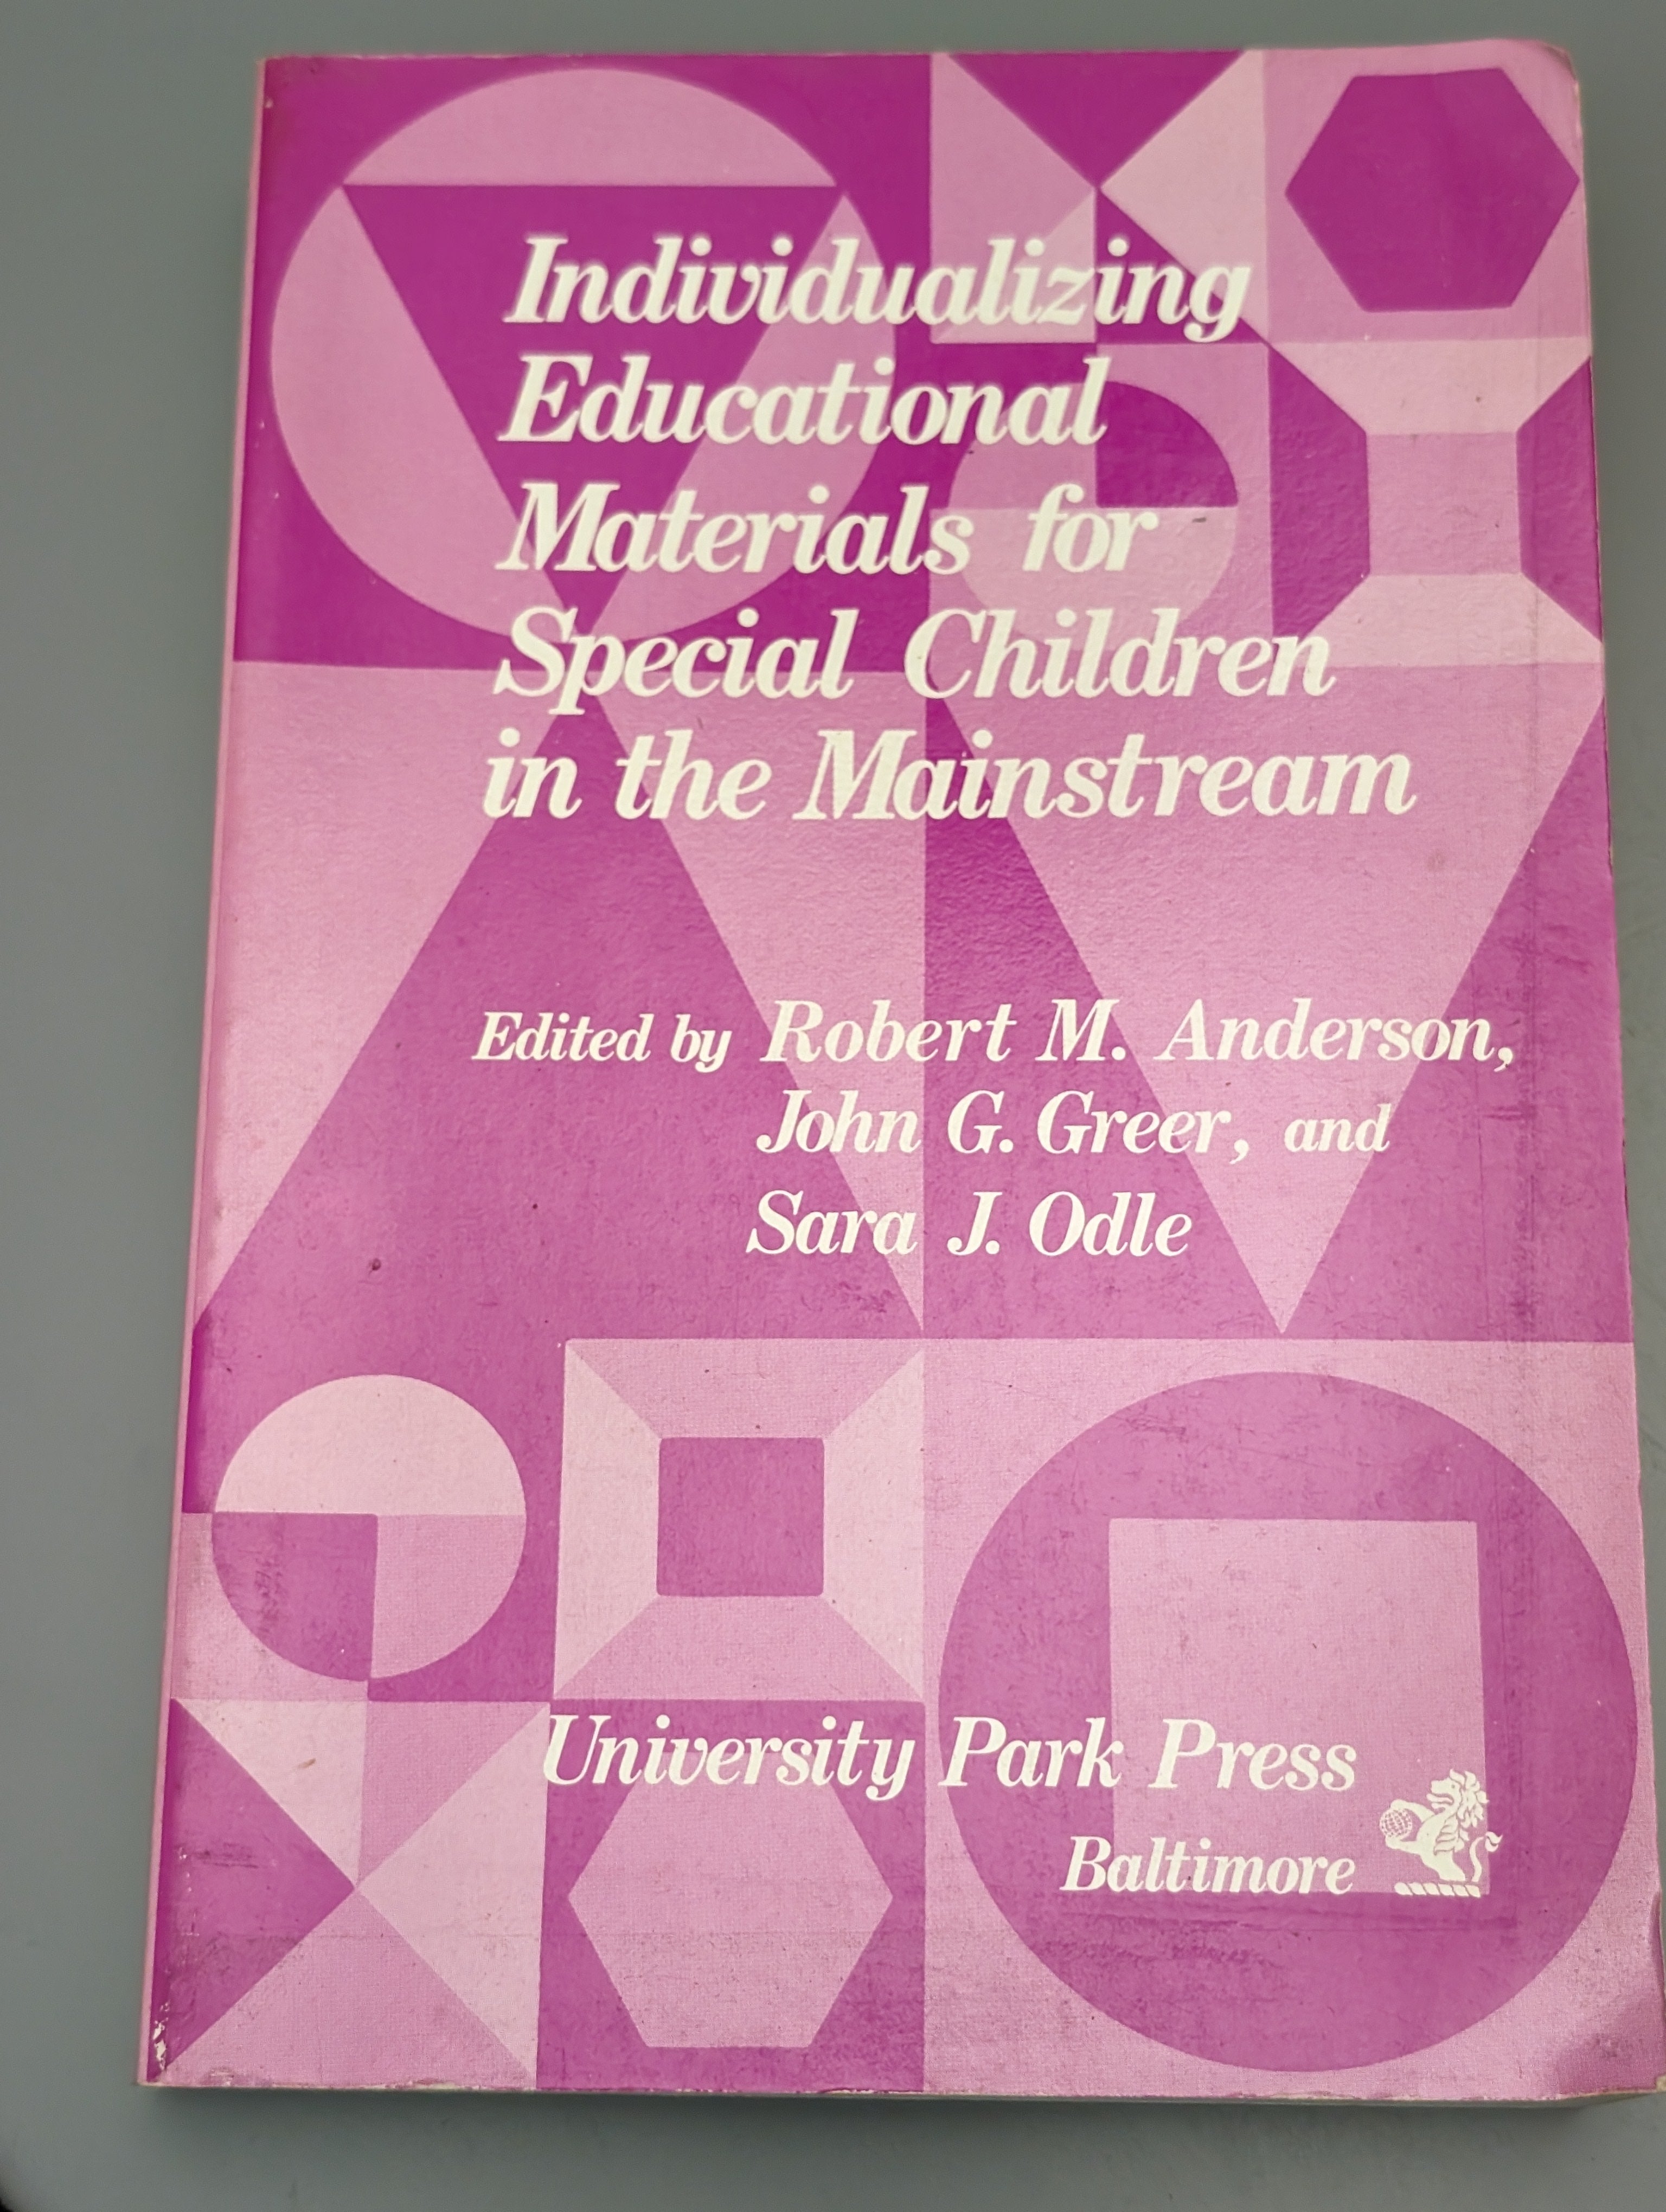 Individualizing
Educational
Materials for
Special Children
in the Mainstream
Edited by Robert M. Anderson,
John G. Greer, and
Sara J. Odle
University Park Press
Baltimore